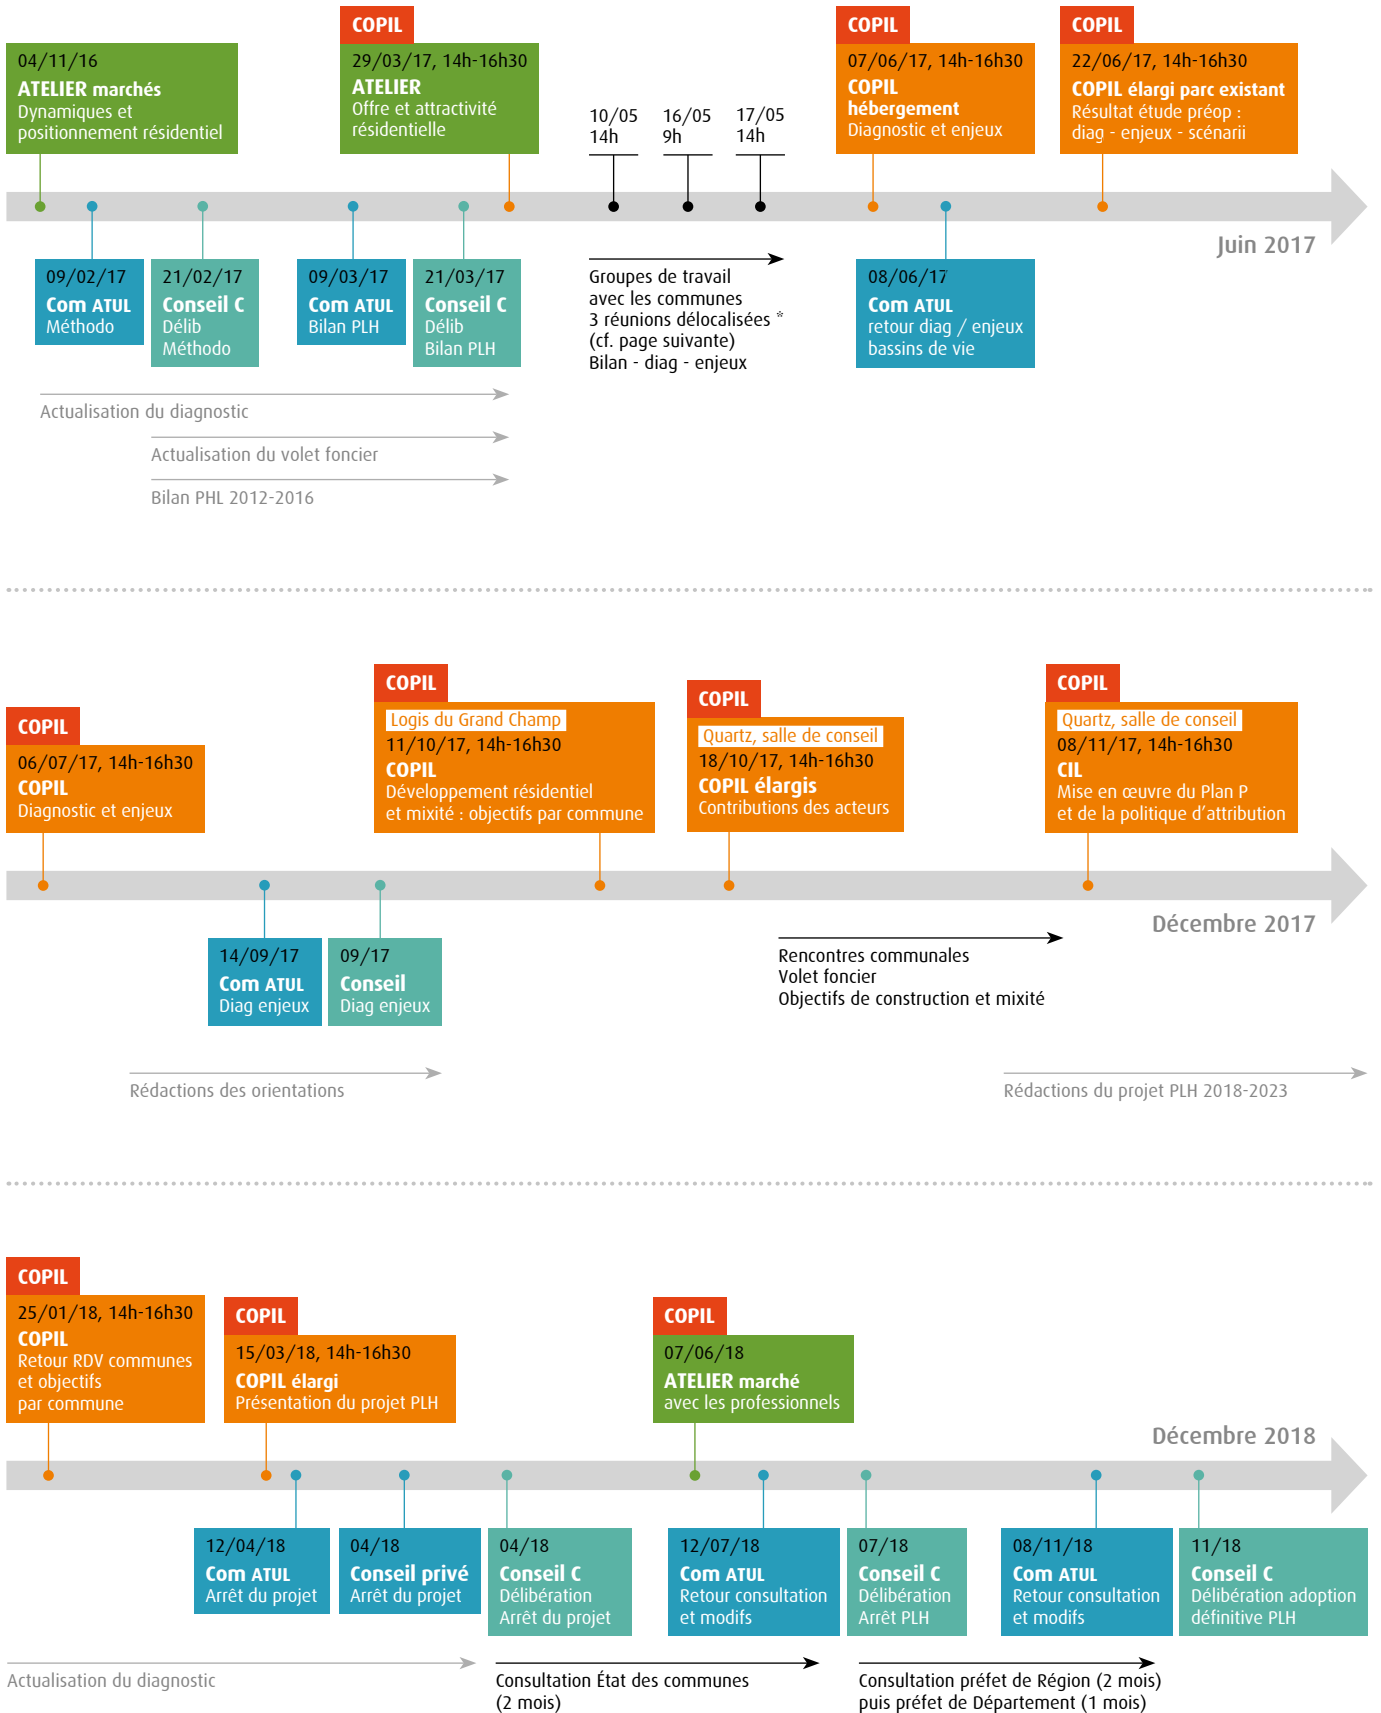 04/11/16
ATELIER marchés
Dynamiques et
positionnement résidentiel
COPIL
29/03/17, 14h-16h30
ATELIER
Offre et attractivité
résidentielle
10/05
14h
16/05
9h
17/05
14h
COPIL
07/06/17, 14h-16h30
COPIL
hébergement
Diagnostic et enjeux
COPIL
22/06/17, 14h-16h30
COPIL élargi parc existant
Résultat étude préop :
diag - enjeux - scénarii
Juin 2017
09/02/17
Com ATUL
Méthodo
21/02/17
Conseil C
Délib
Méthodo
09/03/17
Com ATUL
Bilan PLH
21/03/17
Conseil C
Délib
Bilan PLH
Groupes de travail
avec les communes
3 réunions délocalisées *
(cf. page suivante)
Bilan - diag - enjeux
08/06/17
Com ATUL
retour diag / enjeux
bassins de vie
Actualisation du diagnostic
Actualisation du volet foncier
Bilan PHL 2012-2016
COPIL
06/07/17, 14h-16h30
COPIL
Diagnostic et enjeux
COPIL
Logis du Grand Champ
11/10/17, 14h-16h30
COPIL
Développement résidentiel
et mixité : objectifs par commune
COPIL
Quartz, salle de conseil
18/10/17, 14h-16h30
COPIL élargis
Contributions des acteurs
COPIL
Quartz, salle de conseil
08/11/17, 14h-16h30
CIL
Mise en œuvre du Plan P
et de la politique d'attribution
Décembre 2017
14/09/17
Com ATUL
Diag enjeux
09/17
Conseil
Diag enjeux
Rencontres communales
Volet foncier
Objectifs de construction et mixité
Rédactions des orientations
Rédactions du projet PLH 2018-2023
COPIL
25/01/18, 14h-16h30
COPIL
Retour RDV communes
et objectifs
par commune
COPIL
15/03/18, 14h-16h30
COPIL élargi
Présentation du projet PLH
COPIL
07/06/18
ATELIER marché
avec les professionnels
Décembre 2018
12/04/18
Com ATUL
Arrêt du projet
04/18
Conseil privé
Arrêt du projet
04/18
Conseil C
Délibération
Arrêt du projet
12/07/18
Com ATUL
Retour consultation
et modifs
07/18
Conseil C
Délibération
Arrêt PLH
08/11/18
Com ATUL
Retour consultation
et modifs
11/18
Conseil C
Délibération adoption
définitive PLH
Actualisation du diagnostic
Consultation État des communes
(2 mois)
Consultation préfet de Région (2 mois)
puis préfet de Département (1 mois)